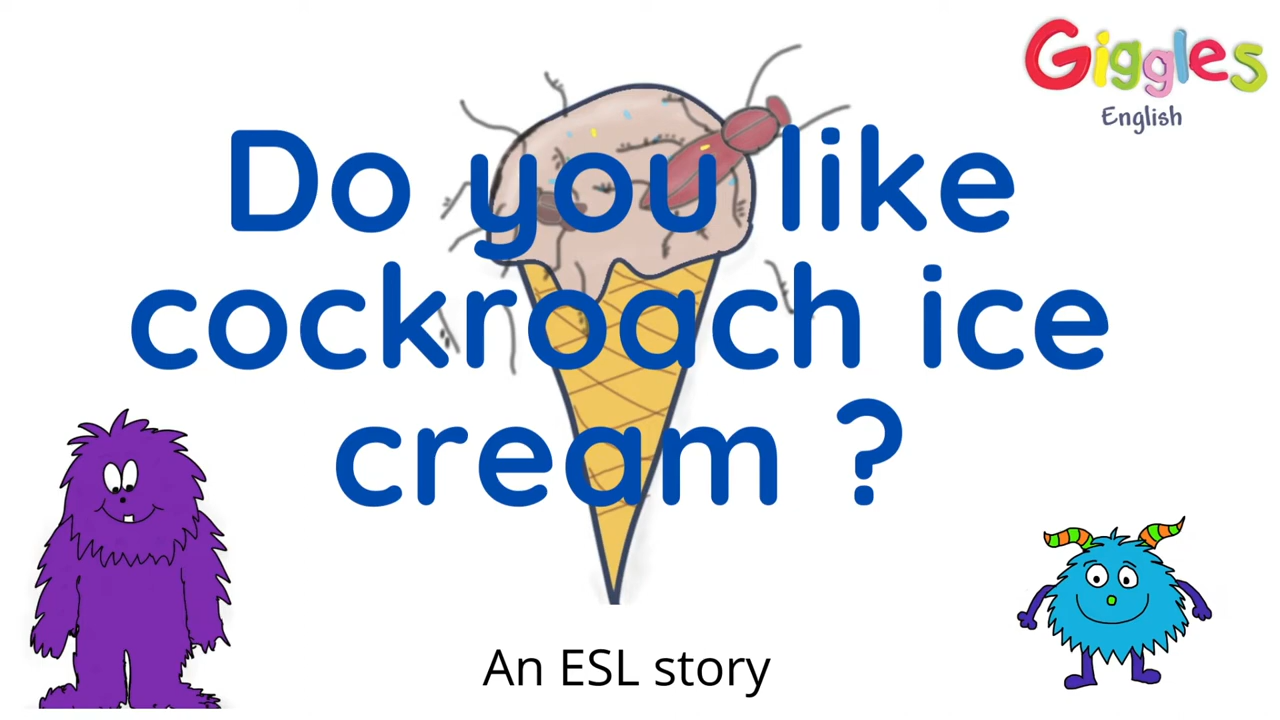 Giggles
English
Do you like
cockroach ice
cream ?
An ESL story